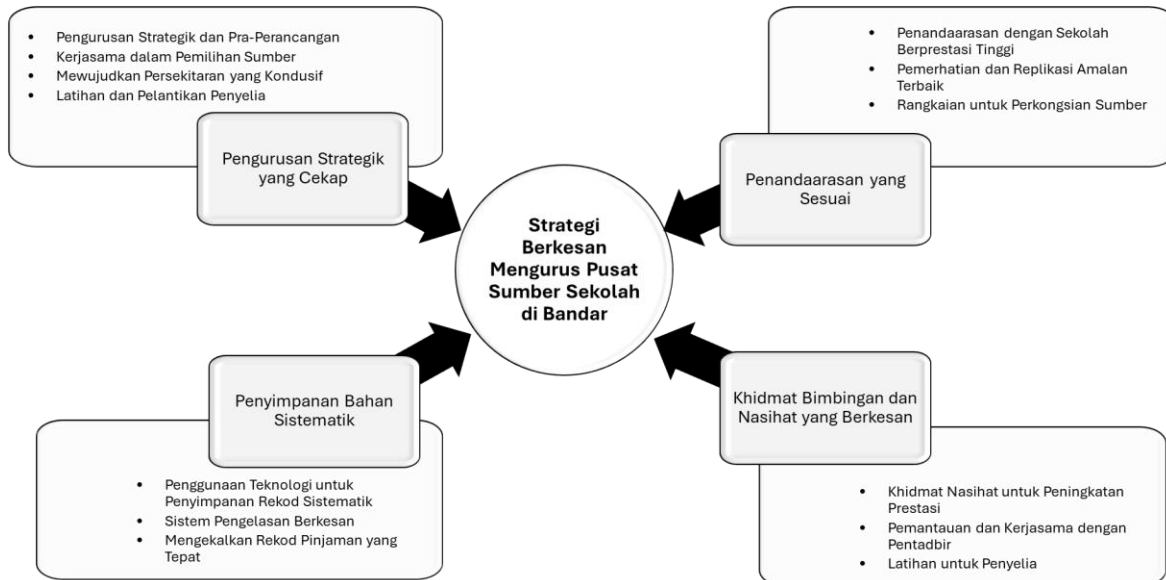 • Pengurusan Strategik dan Pra-Perancangan
• Kerjasama dalam Pemilihan Sumber
• Mewujudkan Persekitaran yang Kondusif
• Latihan dan Pelantikan Penyelia
Pengurusan Strategik
yang Cekap
• Penandaarasan dengan Sekolah
Berprestasi Tinggi
• Pemerhatian dan Replikasi Amalan
Terbaik
• Rangkaian untuk Perkongsian Sumber
Penandaarasan yang
Sesuai
Strategi
Berkesan
Mengurus Pusat
Sumber Sekolah
di Bandar
Penyimpanan Bahan
Sistematik
• Penggunaan Teknologi untuk
Penyimpanan Rekod Sistematik
• Sistem Pengelasan Berkesan
• Mengekalkan Rekod Pinjaman yang
Tepat
Khidmat Bimbingan dan
Nasihat yang Berkesan
• Khidmat Nasihat untuk Peningkatan
Prestasi
• Pemantauan dan Kerjasama dengan
Pentadbir
• Latihan untuk Penyelia